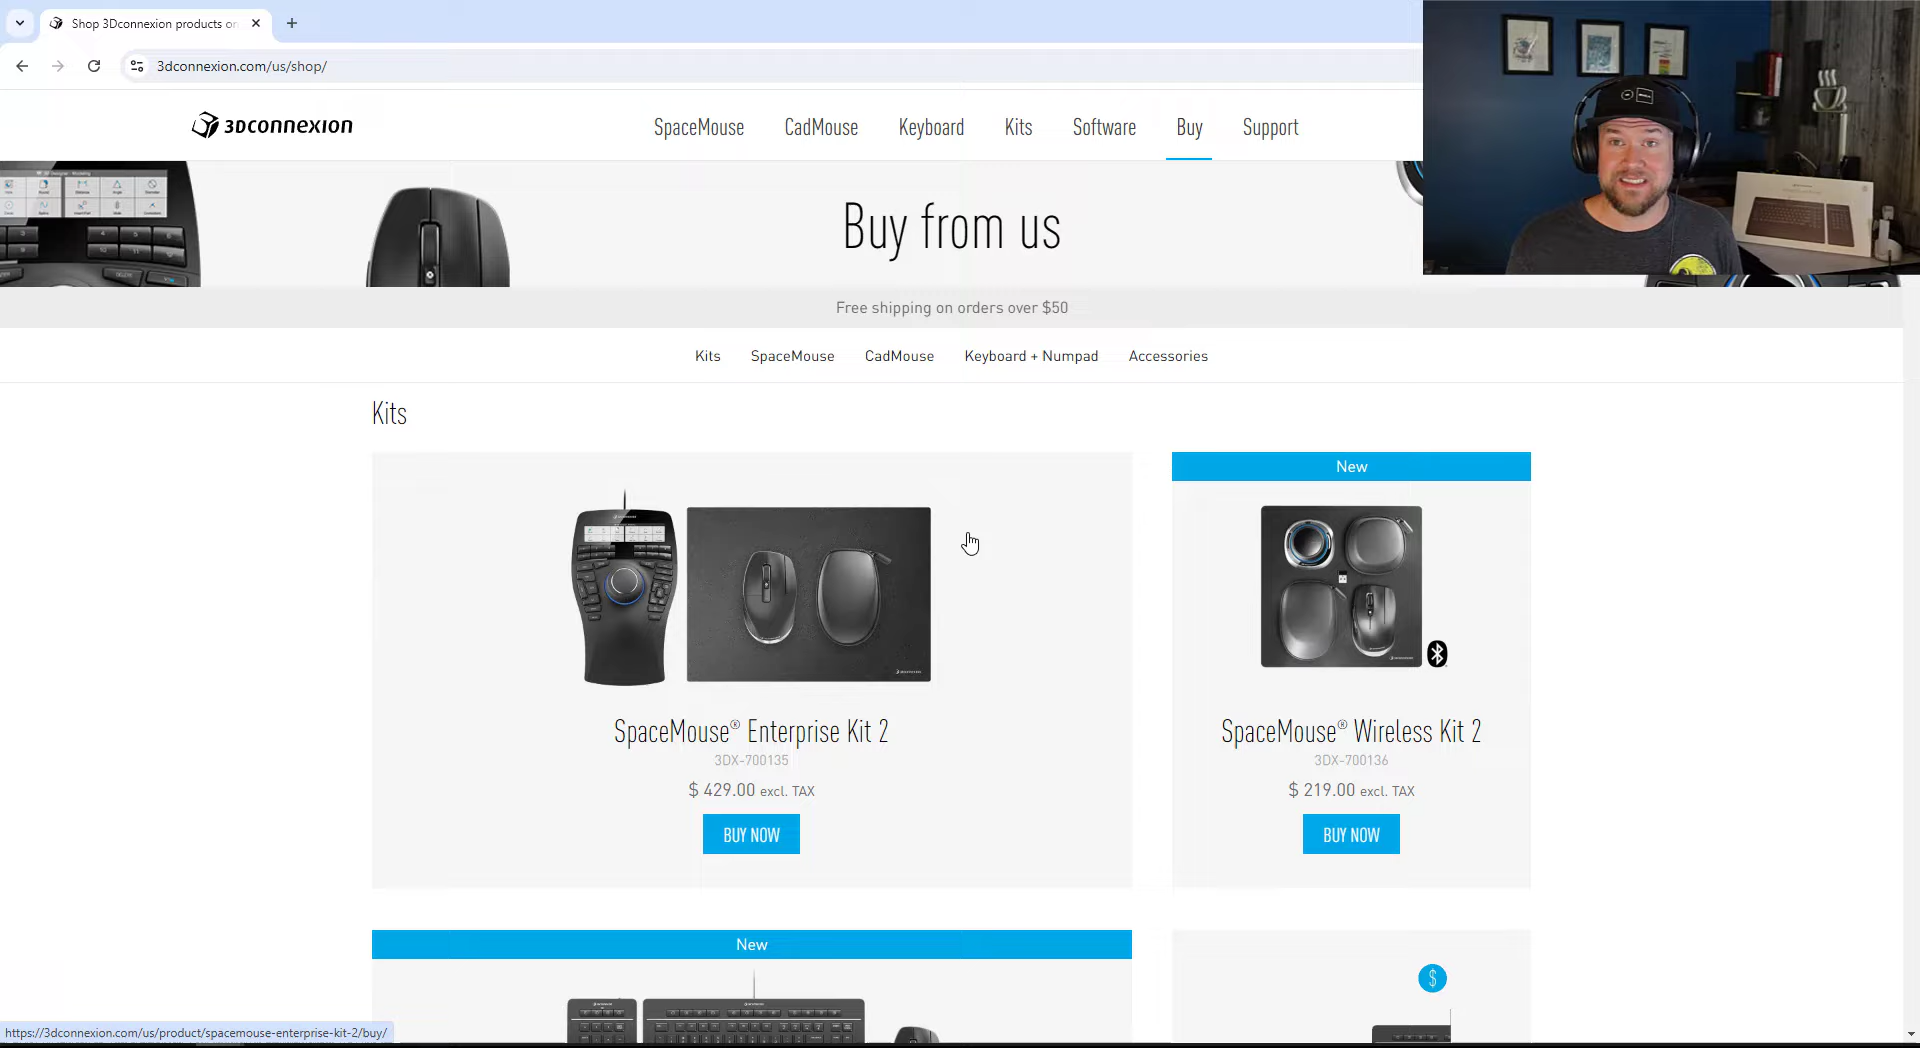 Shop 3Dconnexion products on
3dconnexion.com/us/shop/
3DCONNEXION
SpaceMouse
CadMouse
Keyboard
Kits
Software
Buy
Support
Buy from us
Free shipping on orders over $50
Kits
SpaceMouse
CadMouse
Keyboard + Numpad
Accessories
Kits
New
SpaceMouse® Enterprise Kit 2
3DX-700135
$ 429.00 excl. TAX
BUY NOW
SpaceMouse® Wireless Kit 2
3DX-700136
$ 219.00 excl. TAX
BUY NOW
New
$
https://3dconnexion.com/us/product/spacemouse-enterprise-kit-2/buy/